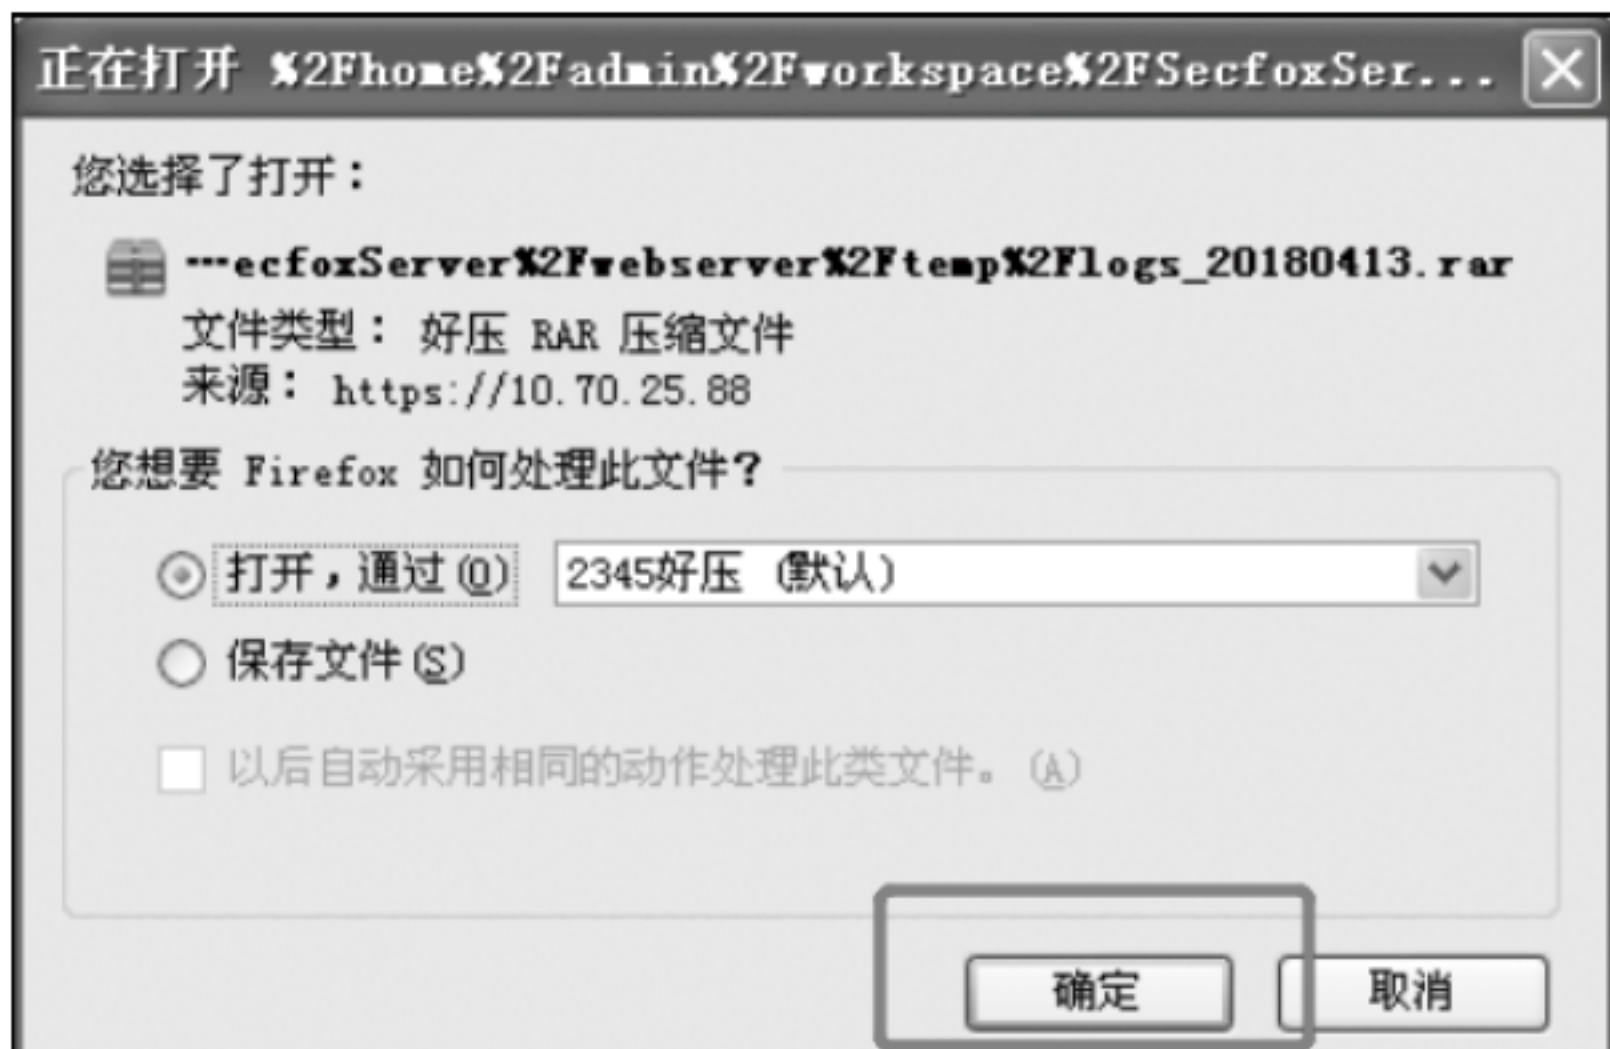 正在打开 %2Fhome%2Fadmin%2Fworkspace%2FSecfoxSer...
您选择了打开：
…ecfoxServer%2Fwebserver%2Ftemp%2Flogs_20180413.rar
文件类型： 好压 RAR 压缩文件
来源： https://10.70.25.88
您想要 Firefox 如何处理此文件？
打开，通过(O) 2345好压 (默认)
保存文件(S)
以后自动采用相同的动作处理此类文件。(A)
确定 取消